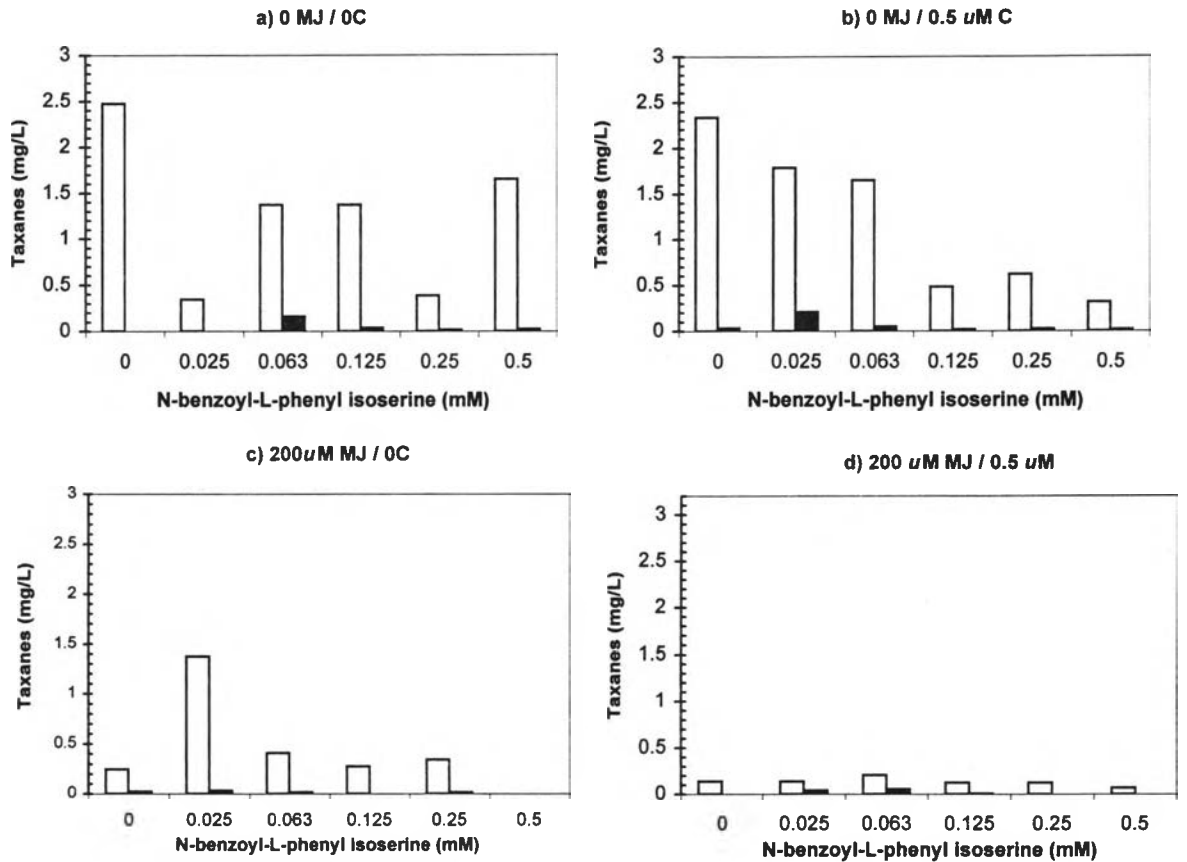 a) 0 MJ / 0C
3
2.5
2
1.5
1
0.5
0
Taxanes (mg/L)
0 0.025 0.063 0.125 0.25 0.5
N-benzoyl-L-phenyl isoserine (mM)
b) 0 MJ / 0.5 uM C
3
2.5
2
1.5
1
0.5
0
Taxanes (mg/L)
0 0.025 0.063 0.125 0.25 0.5
N-benzoyl-L-phenyl isoserine (mM)
c) 200uM MJ / 0C
3
2.5
2
1.5
1
0.5
0
Taxanes (mg/L)
0 0.025 0.063 0.125 0.25 0.5
N-benzoyl-L-phenyl isoserine (mM)
d) 200 uM MJ / 0.5 uM
3
2.5
2
1.5
1
0.5
0
Taxanes (mg/L)
0 0.025 0.063 0.125 0.25 0.5
N-benzoyl-L-phenyl isoserine (mM)